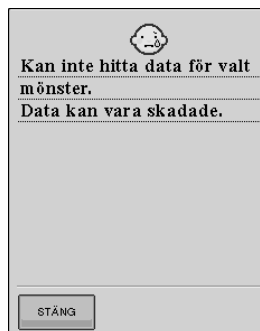 Kan inte hitta data för valt
mönster.
Data kan vara skadade.
STÄNG